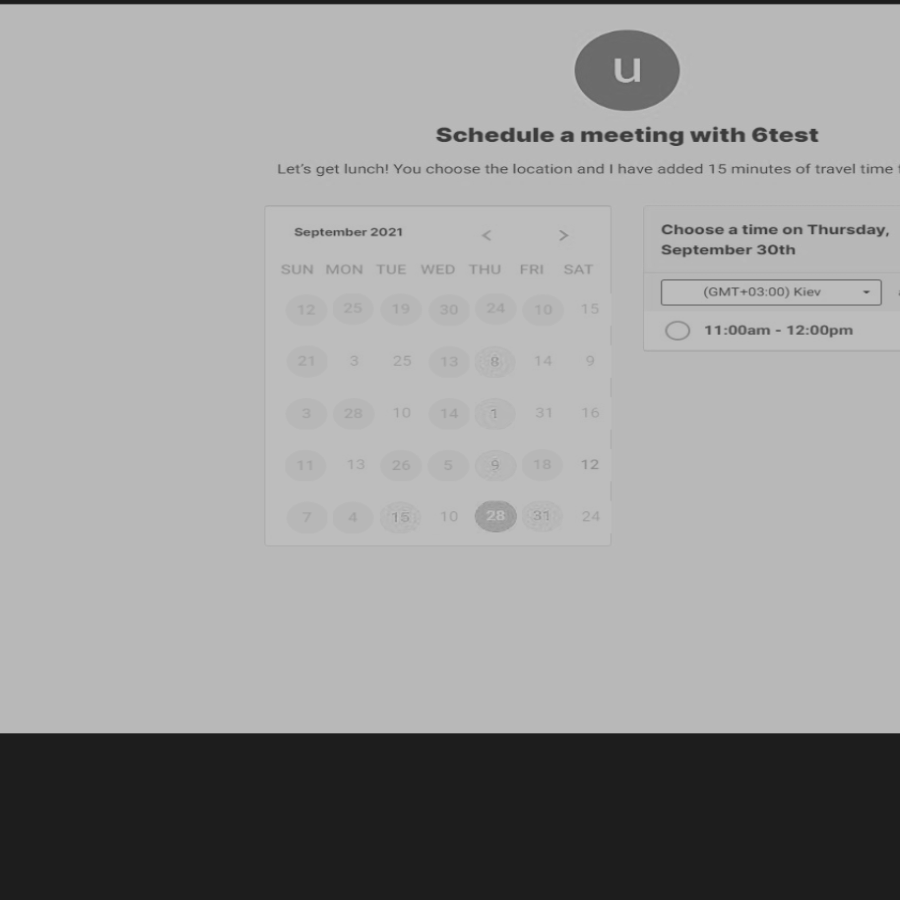 u
Schedule a meeting with 6test
Let's get lunch! You choose the location and I have added 15 minutes of travel time
September 2021 < >
SUN MON TUE WED THU FRI SAT
12 25 19 30 24 10 15
21 3 25 13 8 14 9
3 28 10 14 1 31 16
11 13 26 5 9 18 12
7 4 15 10 28 31 24
Choose a time on Thursday,
September 30th
(GMT+03:00) Kiev
11:00am - 12:00pm